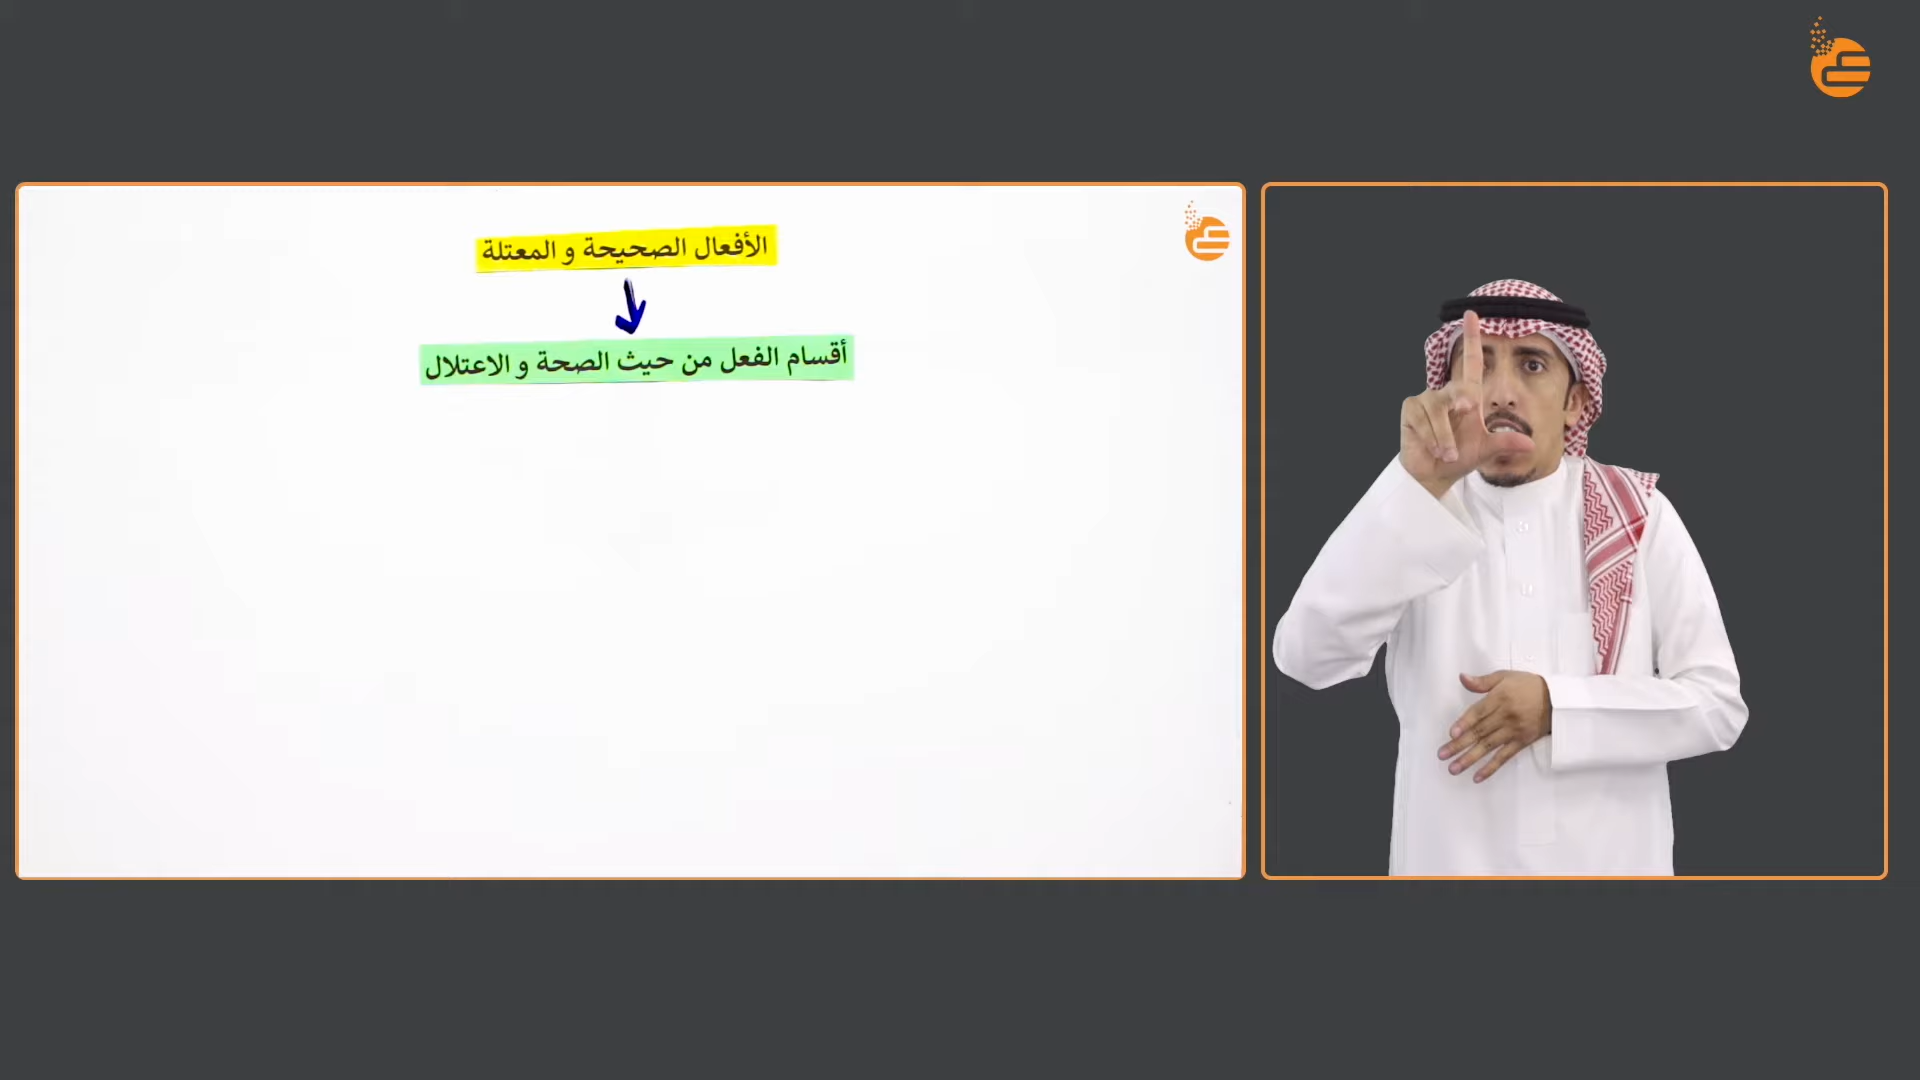 الأفعال الصحيحة و المعتلة
أقسام الفعل من حيث الصحة و الاعتلال